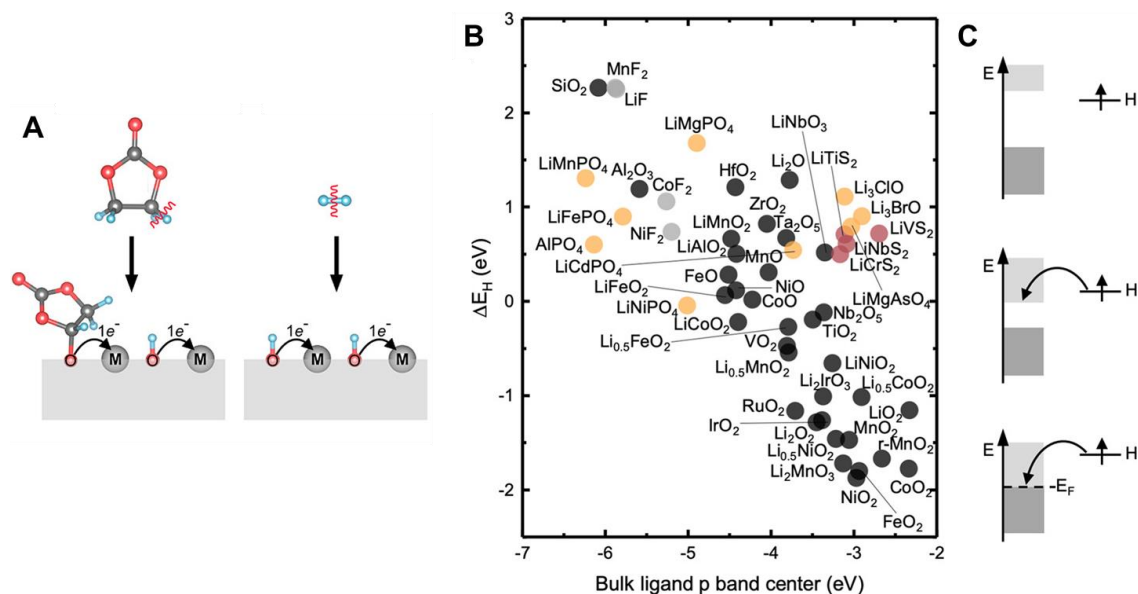 A
1e⁻
1e⁻
M
M
1e⁻
1e⁻
M
M
B
ΔE_H (eV)
3
2
1
0
-1
-2
-7
-6
-5
-4
-3
-2
Bulk ligand p band center (eV)
MnF₂
SiO₂
LiF
LiMgPO₄
LiNbO₃
LiTiS₂
LiMnPO₄
Al₂O₃
CoF₂
HfO₂
Li₂O
Li₃ClO
ZrO₂
Li₃BrO
LiFePO₄
LiMnO₂
Ta₂O₅
LiVS₂
NiF₂
AlPO₄
LiAlO₂
MnO
LiNbS₂
LiCdPO₄
LiCrS₂
FeO
LiFeO₂
NiO
LiMgAsO₄
LiNiPO₄
CoO
Nb₂O₅
LiCoO₂
TiO₂
Li₀.₅FeO₂
VO₂
Li₀.₅MnO₂
LiNiO₂
Li₂IrO₃
Li₀.₅CoO₂
RuO₂
LiO₂
IrO₂
Li₂O₂
MnO₂
Li₀.₅NiO₂
r-MnO₂
Li₂MnO₃
NiO₂
CoO₂
FeO₂
C
E
H
E
H
E
H
E_F